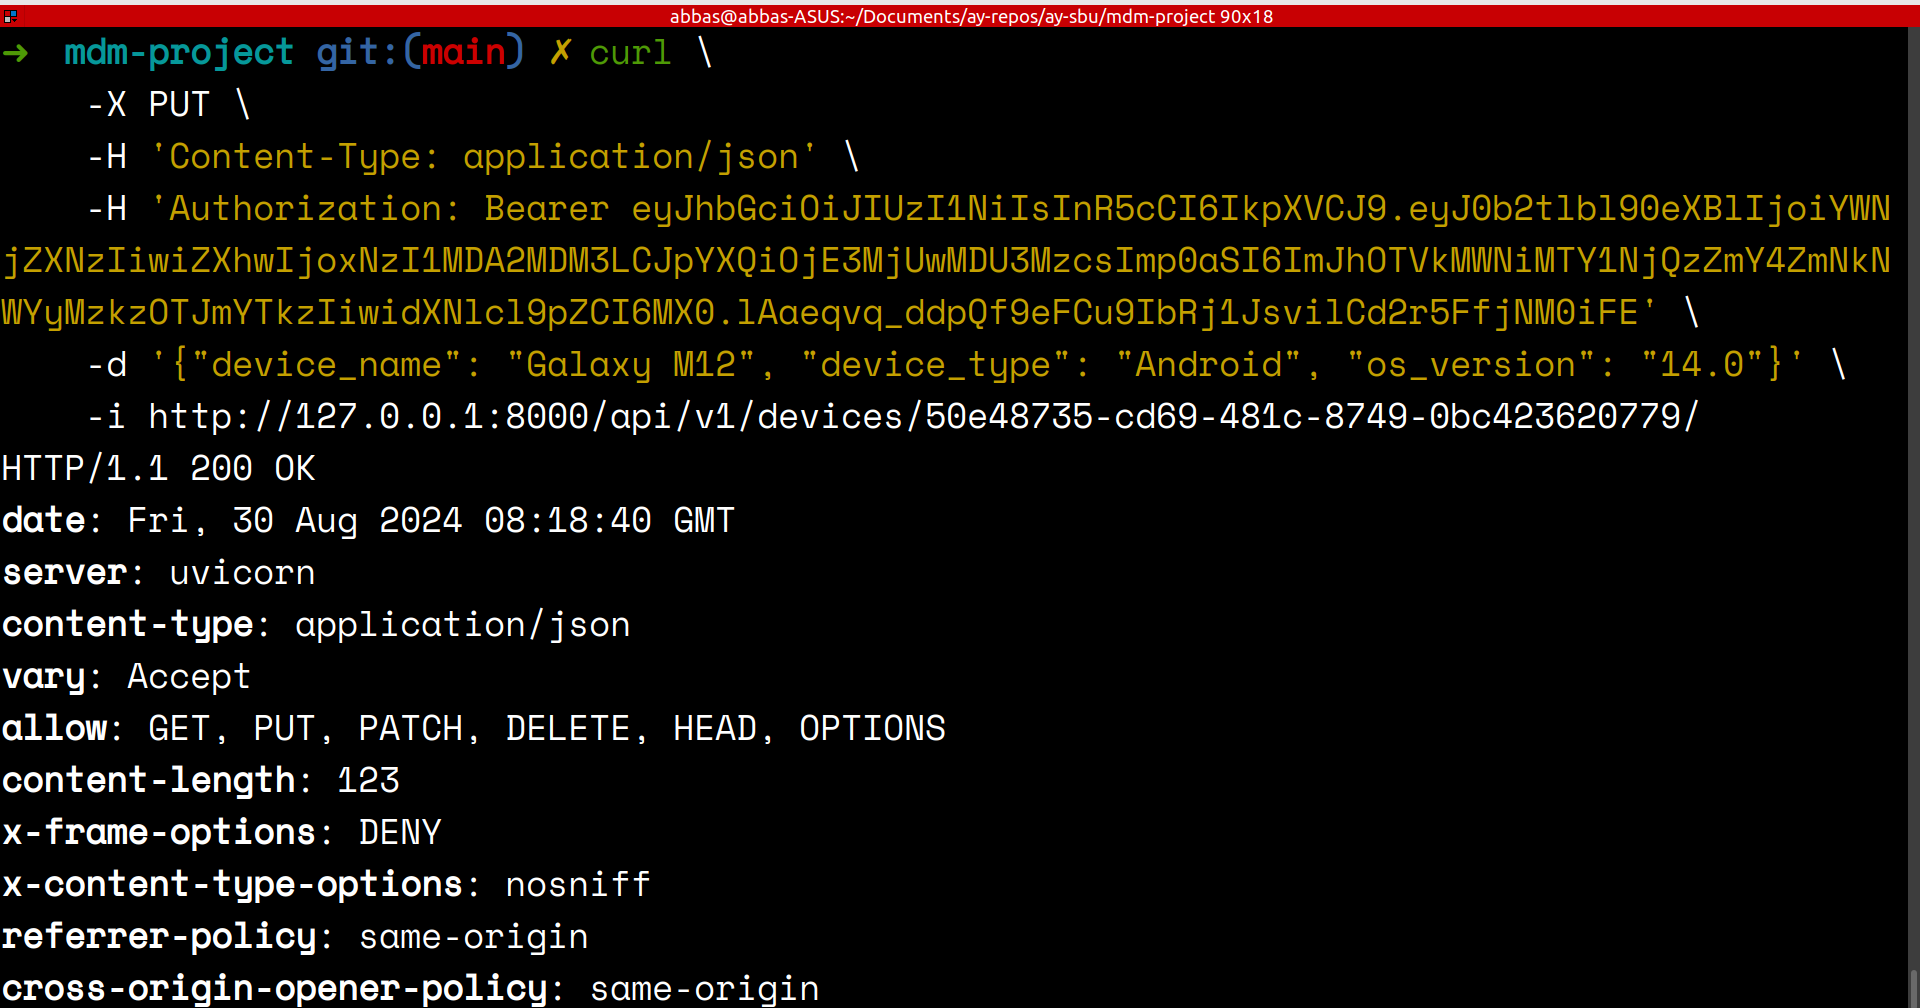 abbas@abbas-ASUS:~/Documents/ay-repos/ay-sbu/mdm-project 90x18
➜  mdm-project git:(main) ✗ curl \
    -X PUT \
    -H 'Content-Type: application/json' \
    -H 'Authorization: Bearer eyJhbGciOiJIUzI1NiIsInR5cCI6IkpXVCJ9.eyJ0b2tlbl90eXBlIjoiYWN
jZXNzIiwiZXhwIjoxNzI1MDA2MDM3LCJpYXQiOjE3MjUwMDU3MzcsImp0aSI6ImJhOTVkMWNiMTY1NjQzZmY4ZmNkN
WYyMzkzOTJmYTkzIiwidXNlcl9pZCI6MX0.lAaeqvq_ddpQf9eFCu9IbRj1JsvilCd2r5FfjNM0iFE' \
    -d '{"device_name": "Galaxy M12", "device_type": "Android", "os_version": "14.0"}' \
    -i http://127.0.0.1:8000/api/v1/devices/50e48735-cd69-481c-8749-0bc423620779/
HTTP/1.1 200 OK
date: Fri, 30 Aug 2024 08:18:40 GMT
server: uvicorn
content-type: application/json
vary: Accept
allow: GET, PUT, PATCH, DELETE, HEAD, OPTIONS
content-length: 123
x-frame-options: DENY
x-content-type-options: nosniff
referrer-policy: same-origin
cross-origin-opener-policy: same-origin